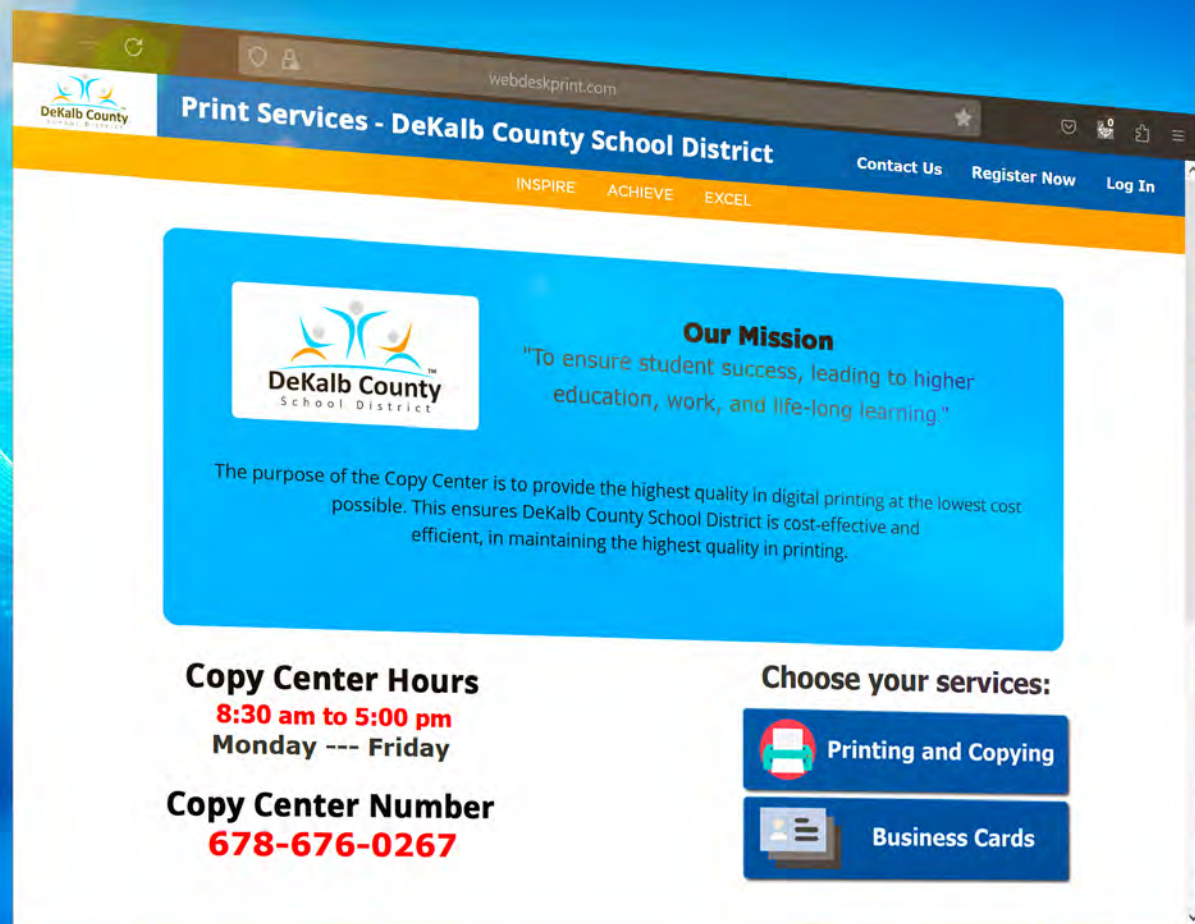 webdeskprint.com
DeKalb County
School District
Print Services - DeKalb County School District
Contact Us Register Now Log In
INSPIRE ACHIEVE EXCEL
DeKalb County™
School District
Our Mission
"To ensure student success, leading to higher
education, work, and life-long learning."
The purpose of the Copy Center is to provide the highest quality in digital printing at the lowest cost
possible. This ensures DeKalb County School District is cost-effective and
efficient, in maintaining the highest quality in printing.
Copy Center Hours
8:30 am to 5:00 pm
Monday --- Friday
Copy Center Number
678-676-0267
Choose your services:
Printing and Copying
Business Cards
0